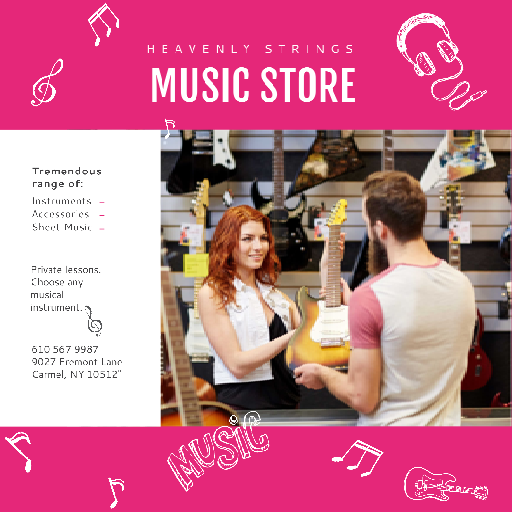 HEAVENLY STRINGS
MUSIC STORE
Tremendous
range of:
Instruments –
Accessories –
Sheet Music –
Private lessons.
Choose any
musical
instrument.
610 567 9987
9027 Fremont Lane
Carmel, NY 10512"
MUSIC